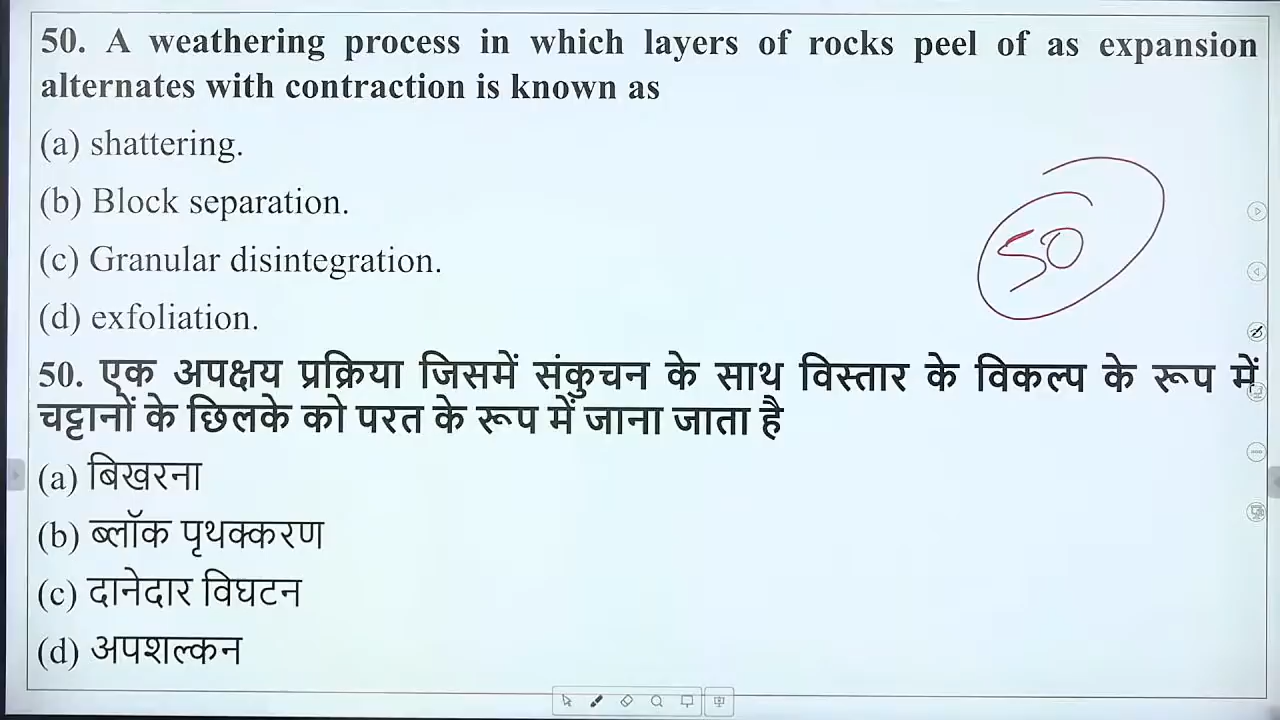 50. A weathering process in which layers of rocks peel of as expansion
alternates with contraction is known as
(a) shattering.
(b) Block separation.
(c) Granular disintegration.
50
(d) exfoliation.
50. एक अपक्षय प्रक्रिया जिसमें संकुचन के साथ विस्तार के विकल्प के रूप में
चट्टानों के छिलके को परत के रूप में जाना जाता है
(a) बिखरना
(b) ब्लॉक पृथक्करण
(c) दानेदार विघटन
(d) अपशल्कन